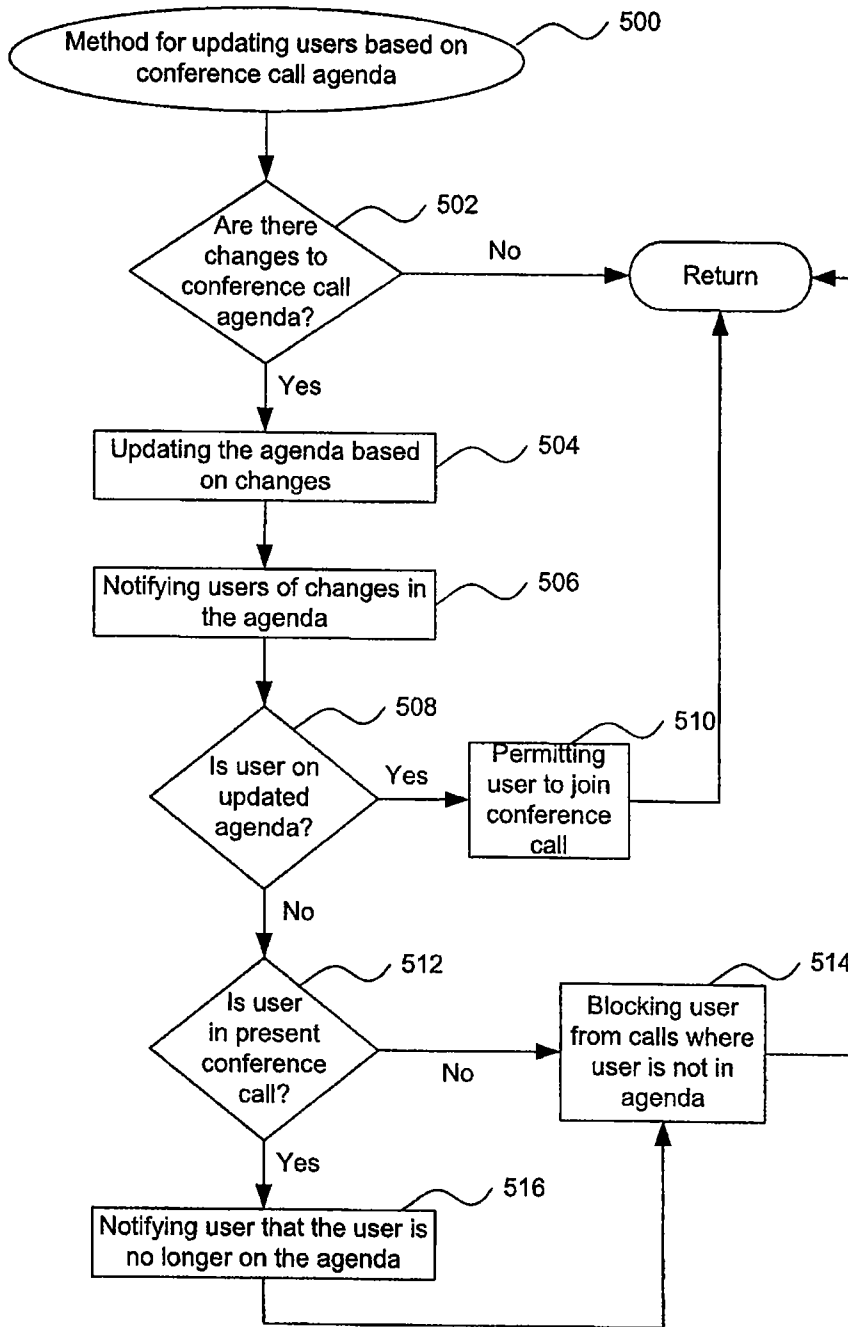 Method for updating users based on
conference call agenda
500
Are there
changes to
conference call
agenda?
502
No
Return
Yes
Updating the agenda based
on changes
504
Notifying users of changes in
the agenda
506
Is user on
updated
agenda?
508
Yes
Permitting
user to join
conference
call
510
No
Is user
in present
conference
call?
512
No
Blocking user
from calls where
user is not in
agenda
514
Yes
Notifying user that the user is
no longer on the agenda
516